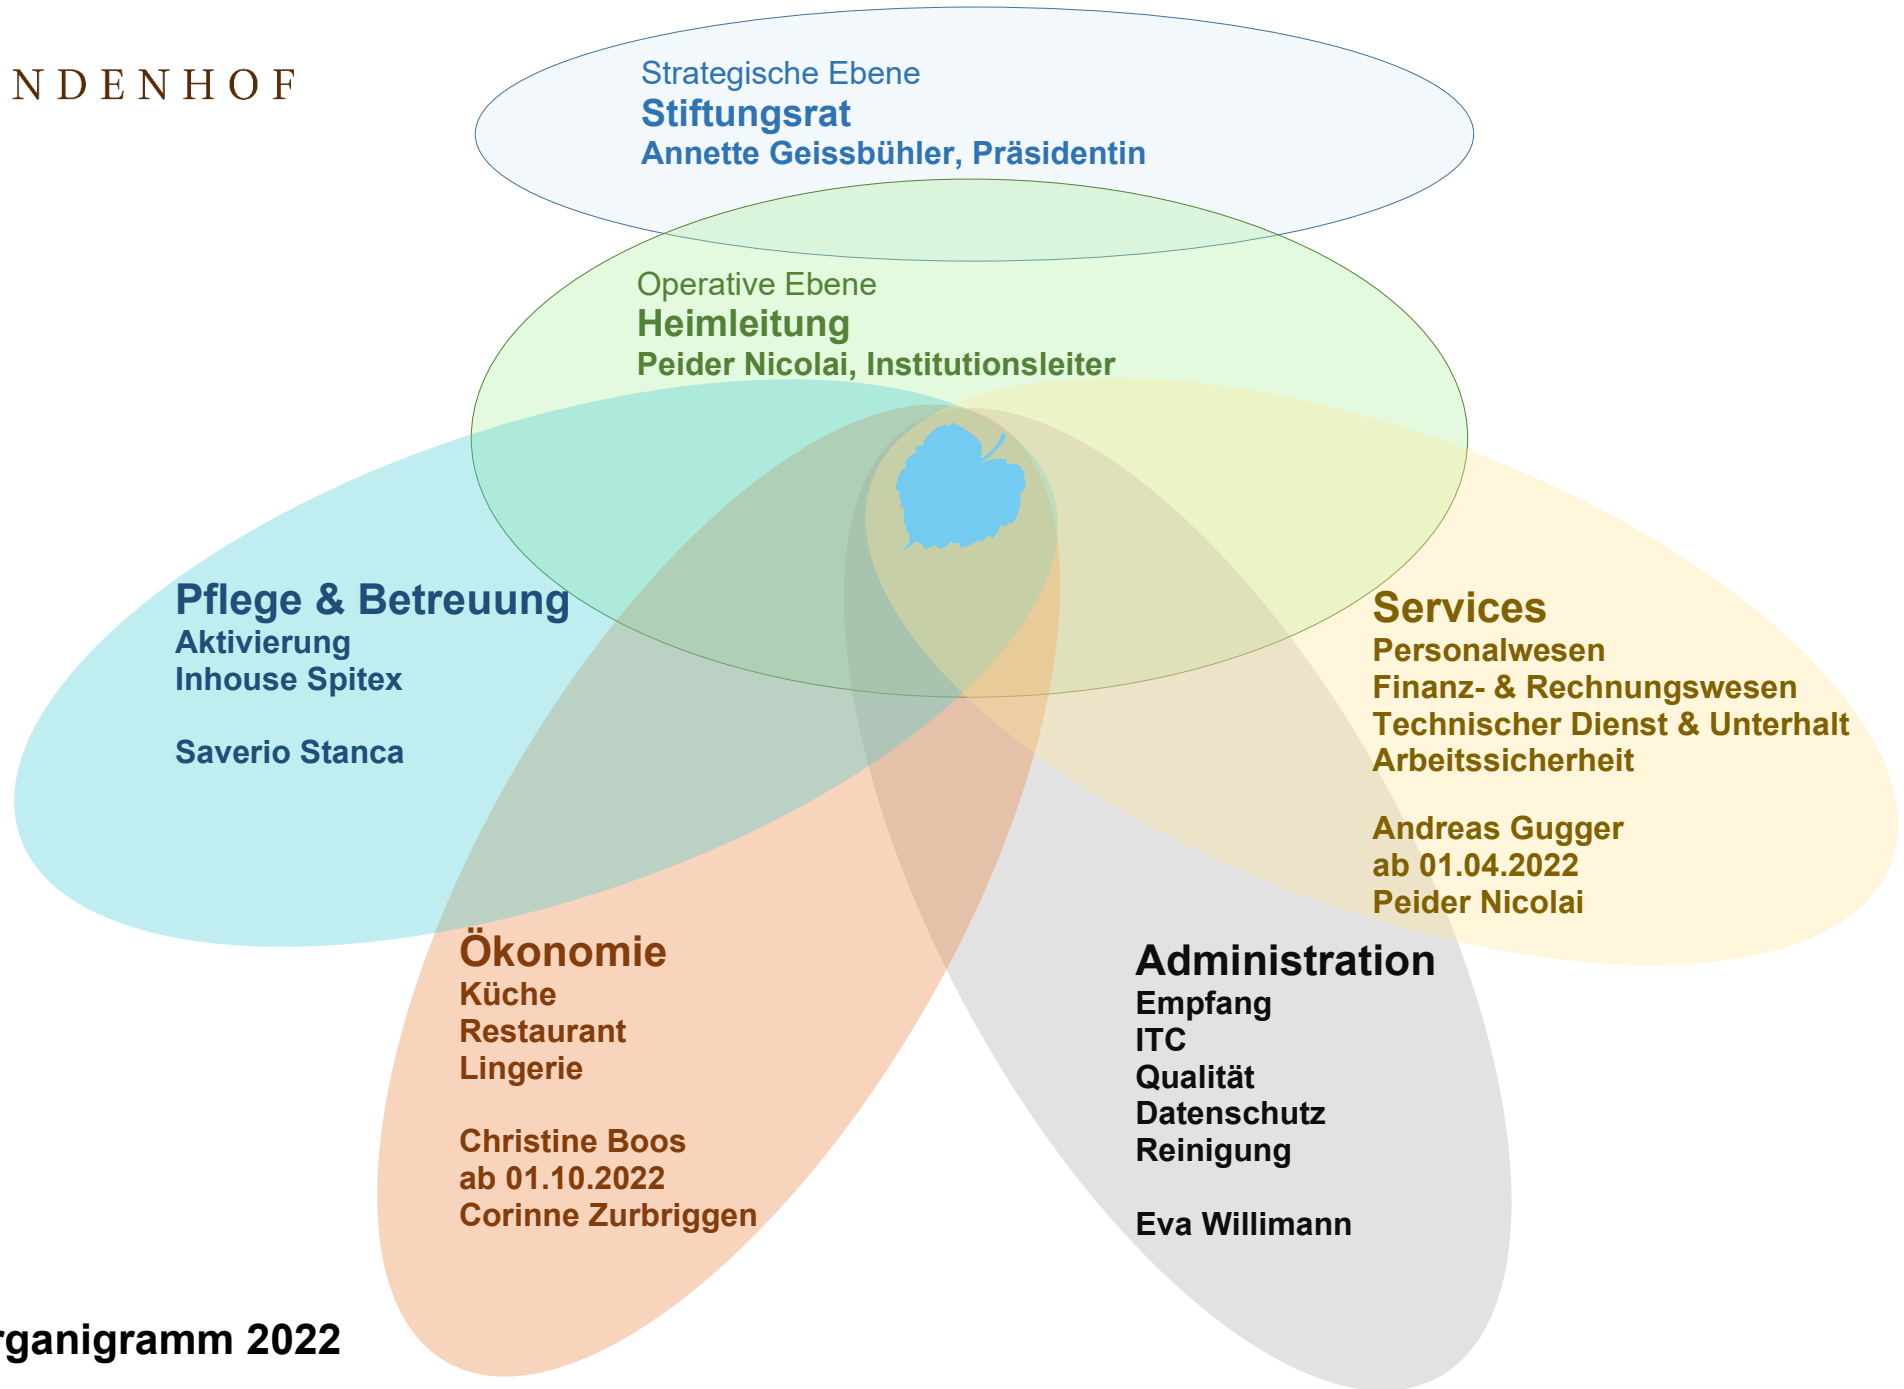 NDENHOF
Strategische Ebene
Stiftungsrat
Annette Geissbühler, Präsidentin
Operative Ebene
Heimleitung
Peider Nicolai, Institutionsleiter
Pflege & Betreuung
Aktivierung
Inhouse Spitex
Saverio Stanca
Services
Personalwesen
Finanz- & Rechnungswesen
Technischer Dienst & Unterhalt
Arbeitssicherheit
Andreas Gugger
ab 01.04.2022
Peider Nicolai
Ökonomie
Küche
Restaurant
Lingerie
Christine Boos
ab 01.10.2022
Corinne Zurbriggen
Administration
Empfang
ITC
Qualität
Datenschutz
Reinigung
Eva Willimann
rganigramm 2022